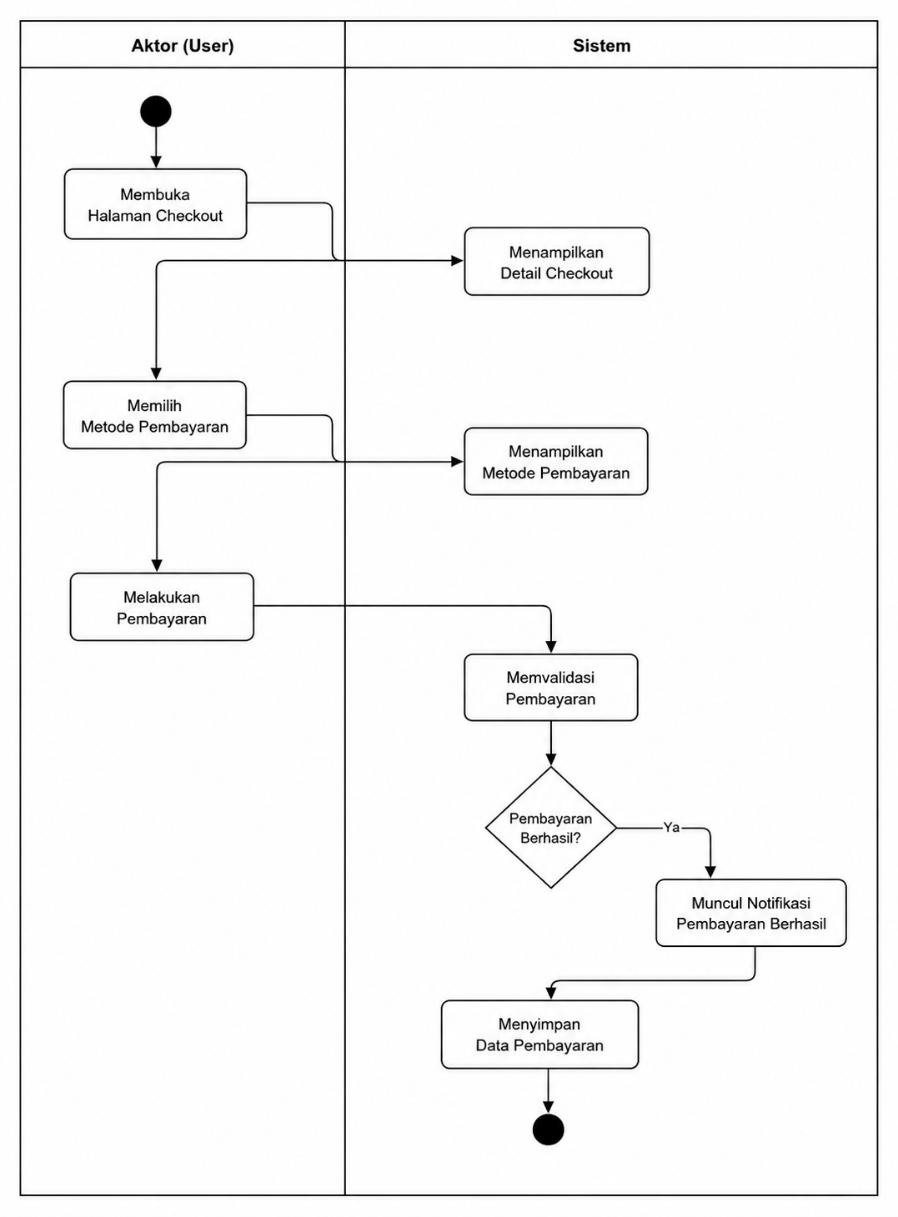 Aktor (User)
Sistem
Membuka
Halaman Checkout
Menampilkan
Detail Checkout
Memilih
Metode Pembayaran
Menampilkan
Metode Pembayaran
Melakukan
Pembayaran
Memvalidasi
Pembayaran
Pembayaran
Berhasil?
Ya
Muncul Notifikasi
Pembayaran Berhasil
Menyimpan
Data Pembayaran